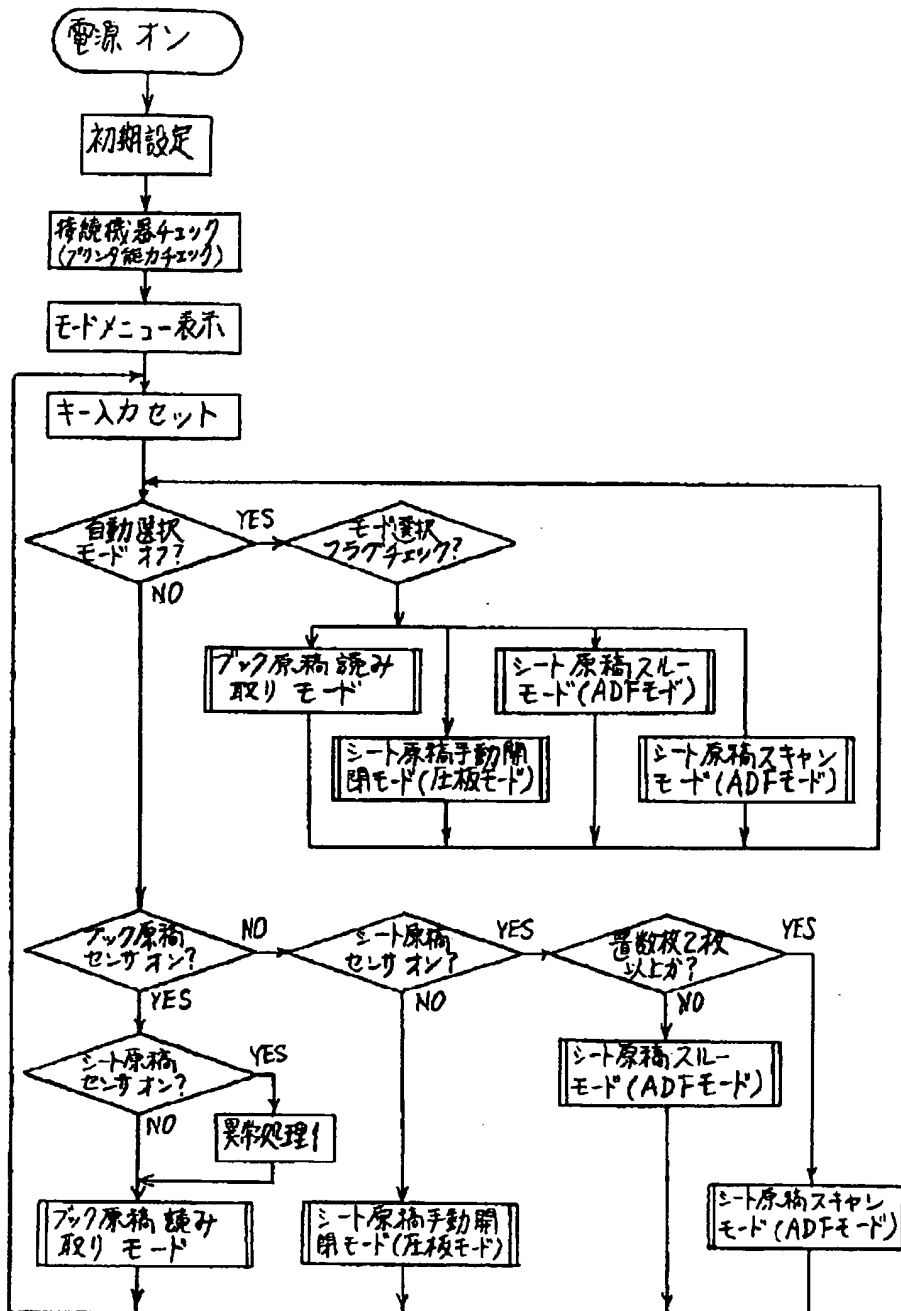 電源 オン
初期設定
接続機器チェック
(プリンタ能力チェック)
モードメニュー表示
キー入力セット
自動選択
モードオフ?
YES
NO
モード選択
フラグチェック?
ブック原稿読み
取りモード
シート原稿スルー
モード(ADFモード)
シート原稿手動開
閉モード(圧板モード)
シート原稿スキャン
モード(ADFモード)
ブック原稿
センサオン?
NO
YES
シート原稿
センサオン?
YES
NO
置数枚2枚
以上か?
YES
NO
シート原稿
センサオン?
YES
NO
異常処理1
シート原稿スルー
モード(ADFモード)
ブック原稿読み
取りモード
シート原稿手動開
閉モード(圧板モード)
シート原稿スキャン
モード(ADFモード)